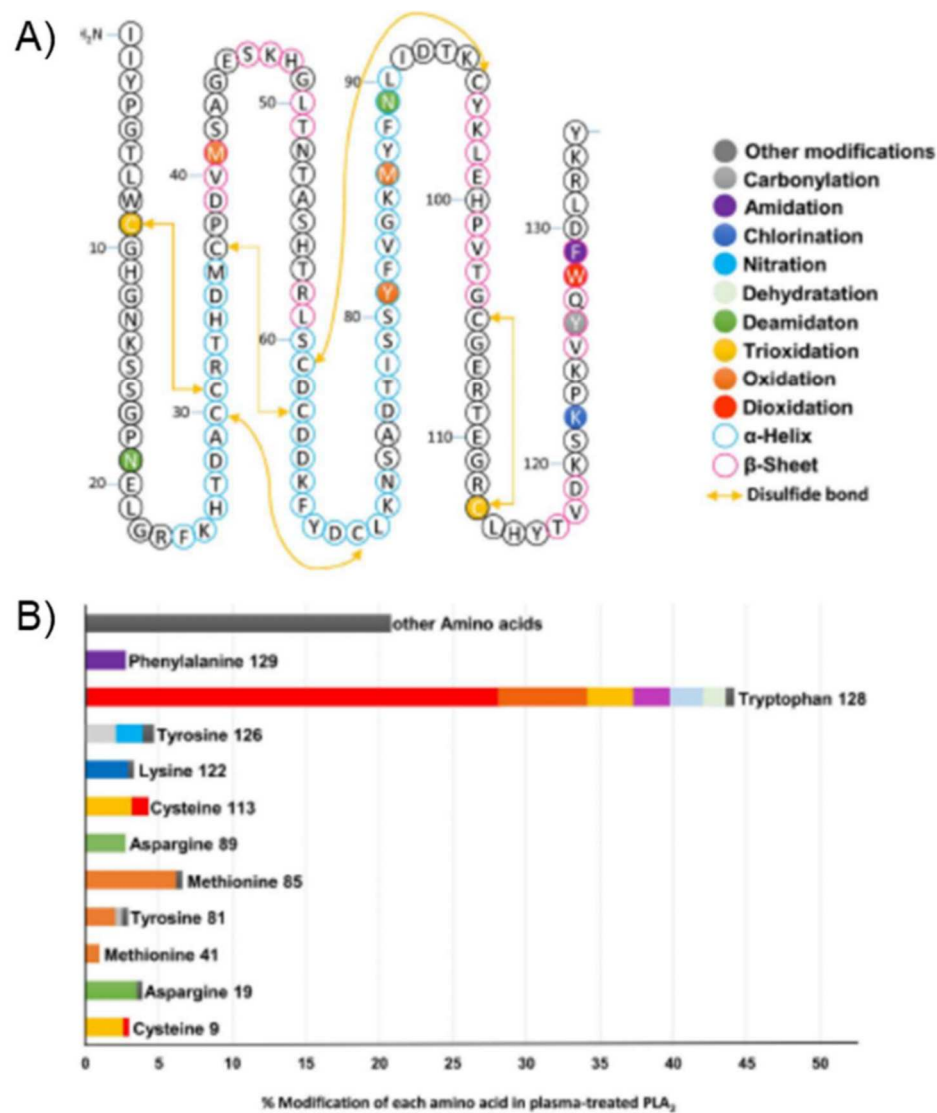 A)
H₂N
I I Y P G T L W C G H G N K S S G P N E L
10
20
G R F K
G A S M V D P C M D H T R C C A D T H
40
30
E S K H
G L T N T A S H T R L S C D C D D K F
50
60
Y D C L
L N F Y M K G V F Y S S I T D A S N K
90
80
I D T K
C Y K L E H P V T G C G E R T E G R C
100
110
L H Y T
Y K R L D F W Q Y V K P K S K D V
130
120
Other modifications
Carbonylation
Amidation
Chlorination
Nitration
Dehydratation
Deamidaton
Trioxidation
Oxidation
Dioxidation
α-Helix
β-Sheet
Disulfide bond
B)
other Amino acids
Phenylalanine 129
Tryptophan 128
Tyrosine 126
Lysine 122
Cysteine 113
Aspargine 89
Methionine 85
Tyrosine 81
Methionine 41
Aspargine 19
Cysteine 9
0 5 10 15 20 25 30 35 40 45 50
% Modification of each amino acid in plasma-treated PLA₂